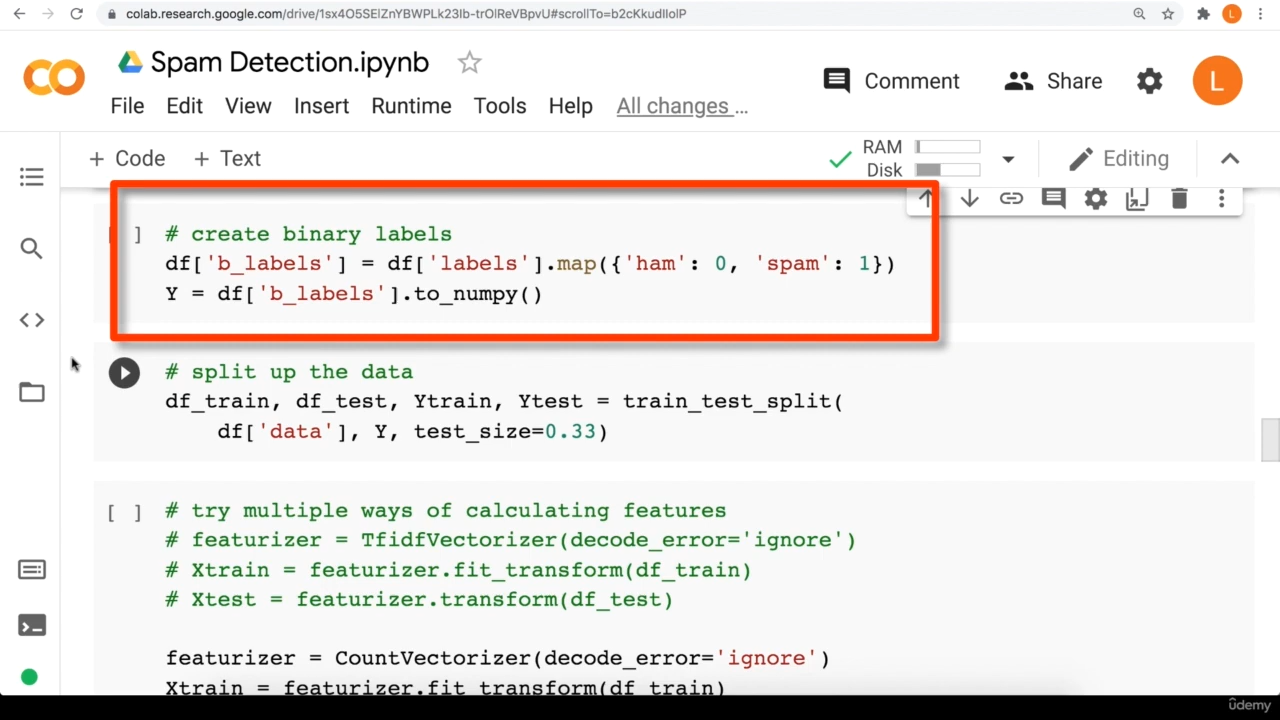 colab.research.google.com/drive/1sx4O5SElZnYBWPLk23Ib-trOlReVBpvU#scrollTo=b2cKkudIIolP
L
Spam Detection.ipynb
Comment
Share
L
File Edit View Insert Runtime Tools Help All changes …
+ Code + Text
RAM
Disk
Editing
[ ] # create binary labels
df['b_labels'] = df['labels'].map({'ham': 0, 'spam': 1})
Y = df['b_labels'].to_numpy()
# split up the data
df_train, df_test, Ytrain, Ytest = train_test_split(
df['data'], Y, test_size=0.33)
[ ] # try multiple ways of calculating features
# featurizer = TfidfVectorizer(decode_error='ignore')
# Xtrain = featurizer.fit_transform(df_train)
# Xtest = featurizer.transform(df_test)
featurizer = CountVectorizer(decode_error='ignore')
Xtrain = featurizer.fit_transform(df_train)
ûdemy